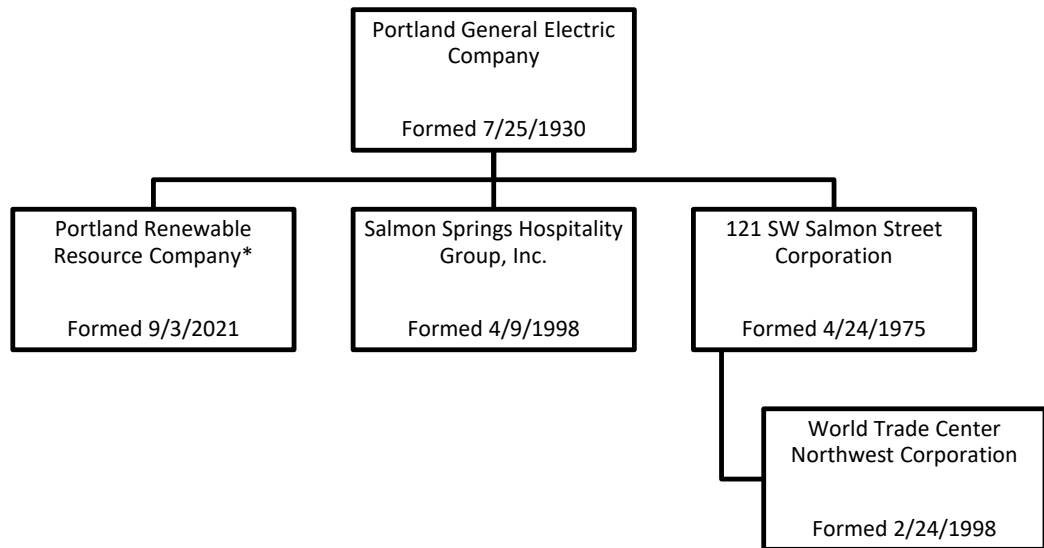 Portland General Electric
Company
Formed 7/25/1930
Portland Renewable
Resource Company*
Formed 9/3/2021
Salmon Springs Hospitality
Group, Inc.
Formed 4/9/1998
121 SW Salmon Street
Corporation
Formed 4/24/1975
World Trade Center
Northwest Corporation
Formed 2/24/1998